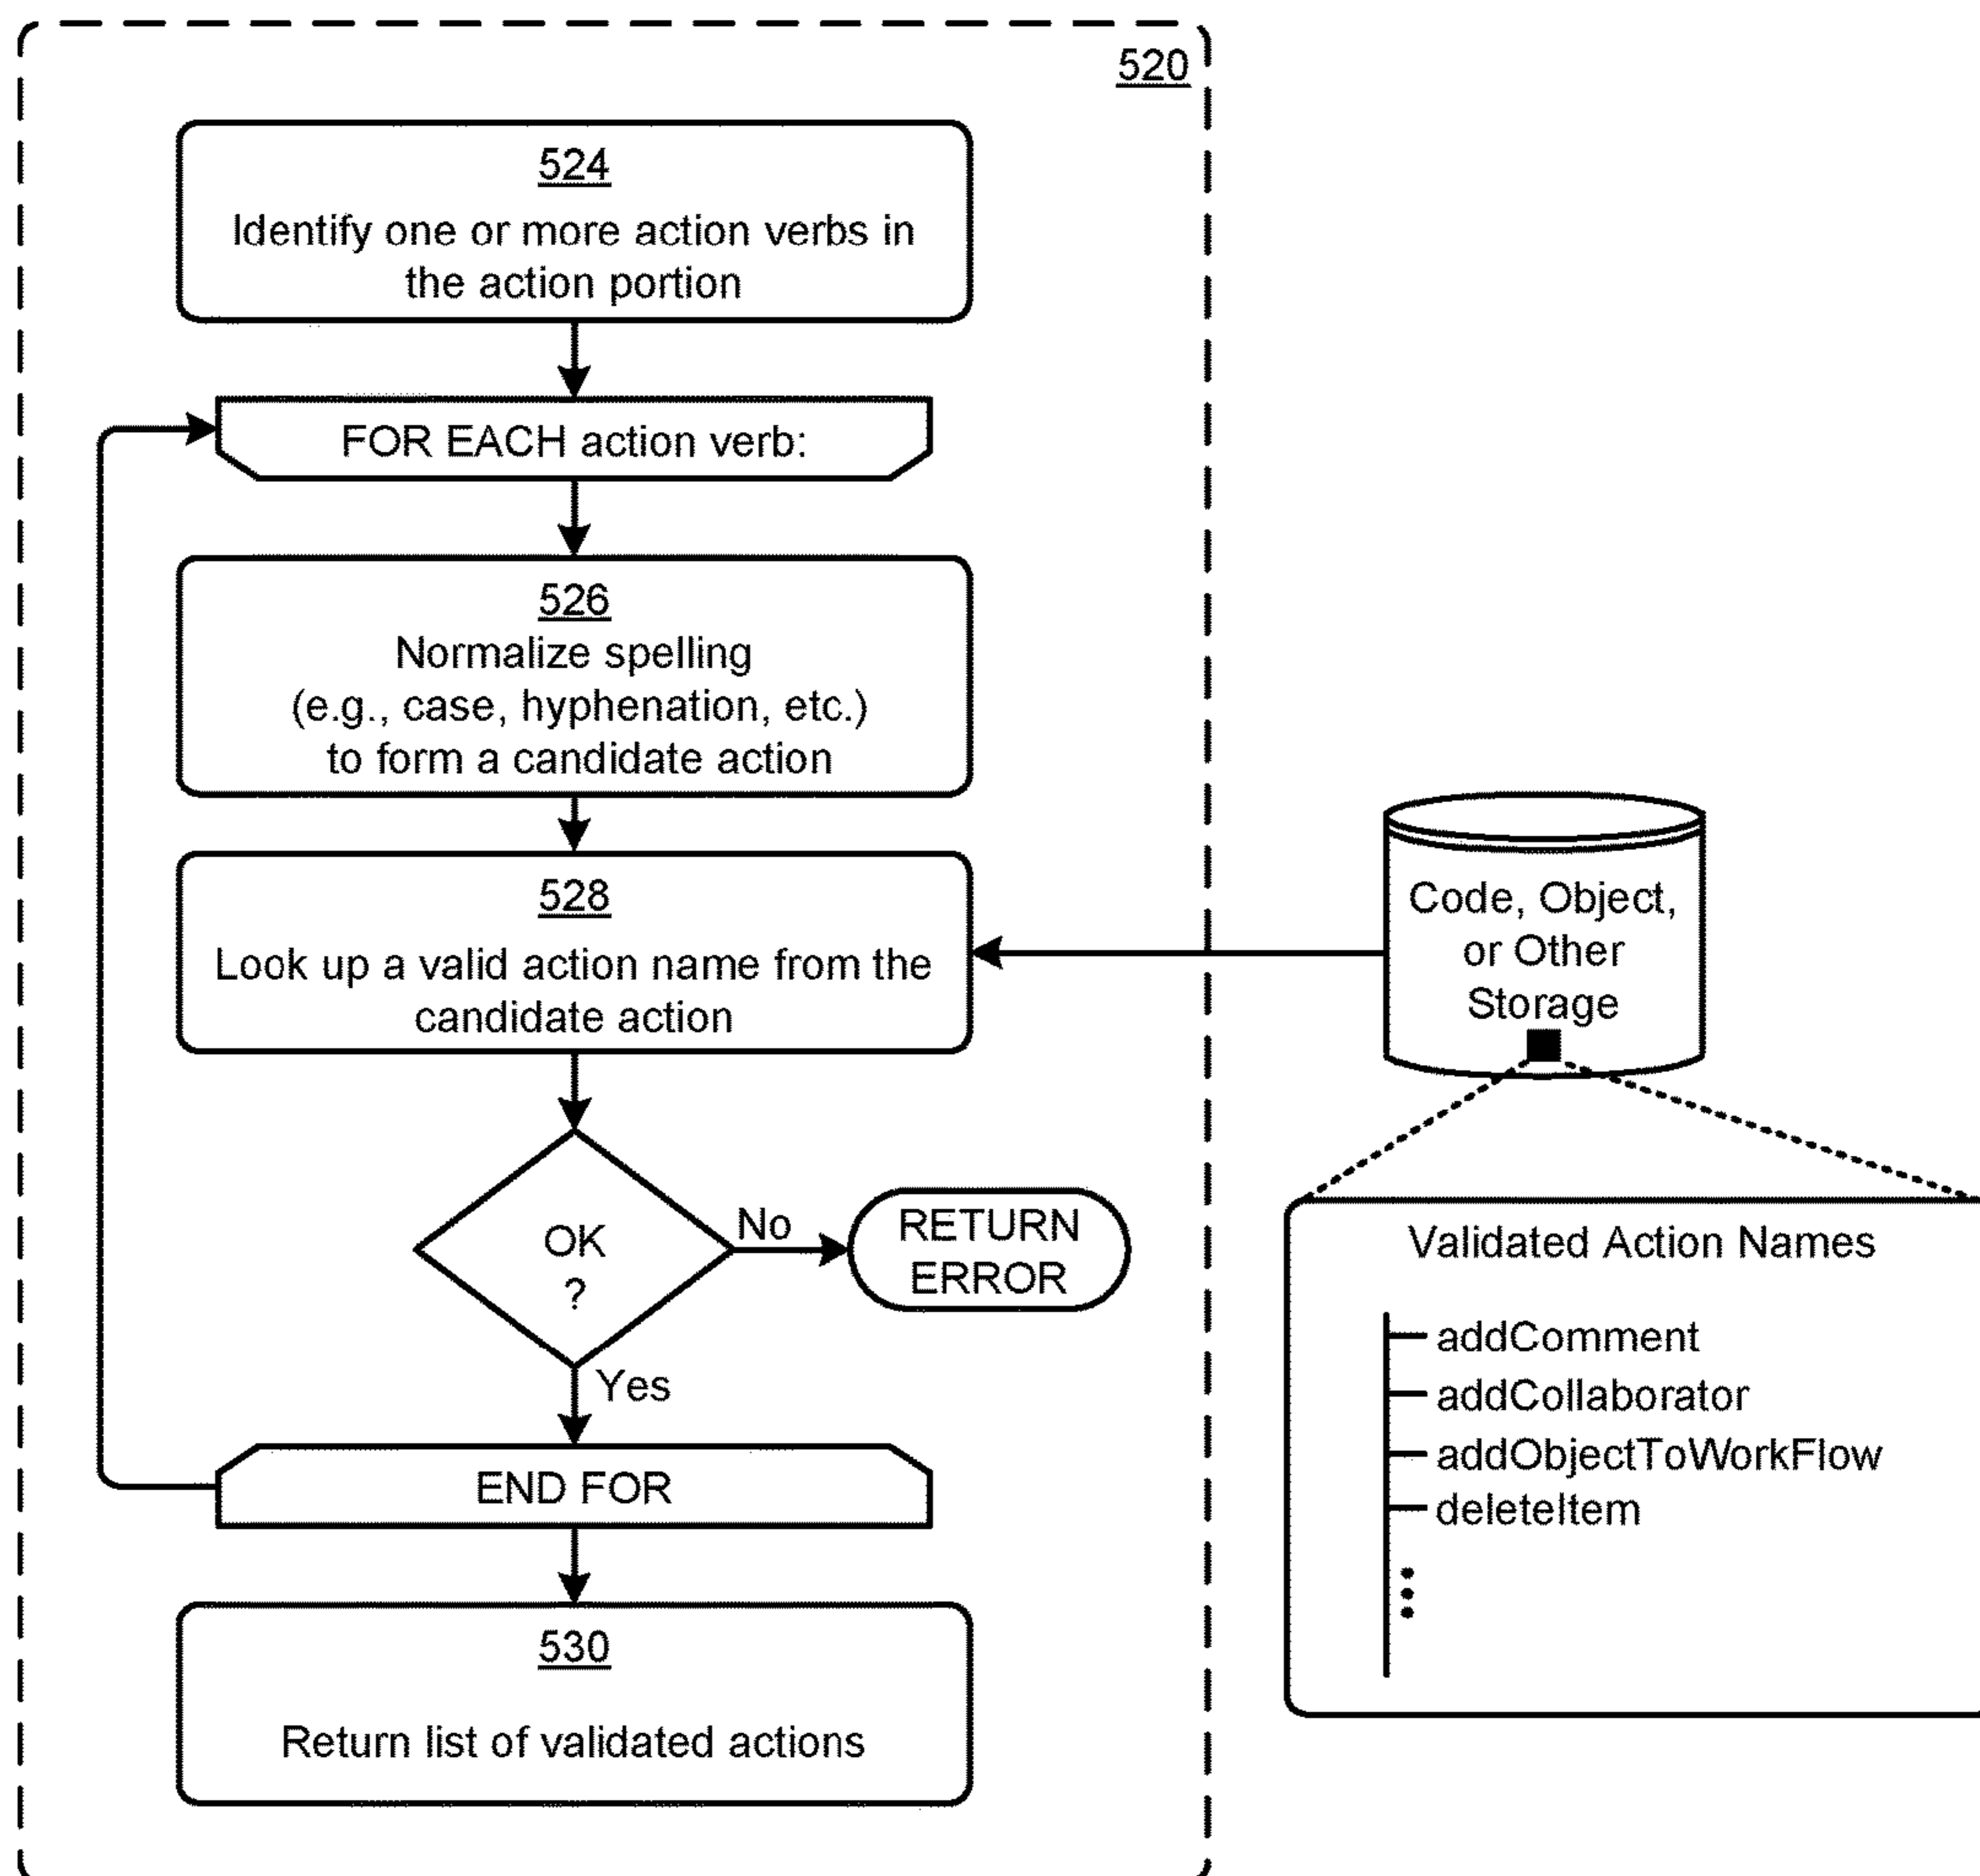 520
524
Identify one or more action verbs in
the action portion
FOR EACH action verb:
526
Normalize spelling
(e.g., case, hyphenation, etc.)
to form a candidate action
528
Look up a valid action name from the
candidate action
OK
?
No
RETURN
ERROR
Yes
END FOR
530
Return list of validated actions
Code, Object,
or Other
Storage
Validated Action Names
addComment
addCollaborator
addObjectToWorkFlow
deleteItem